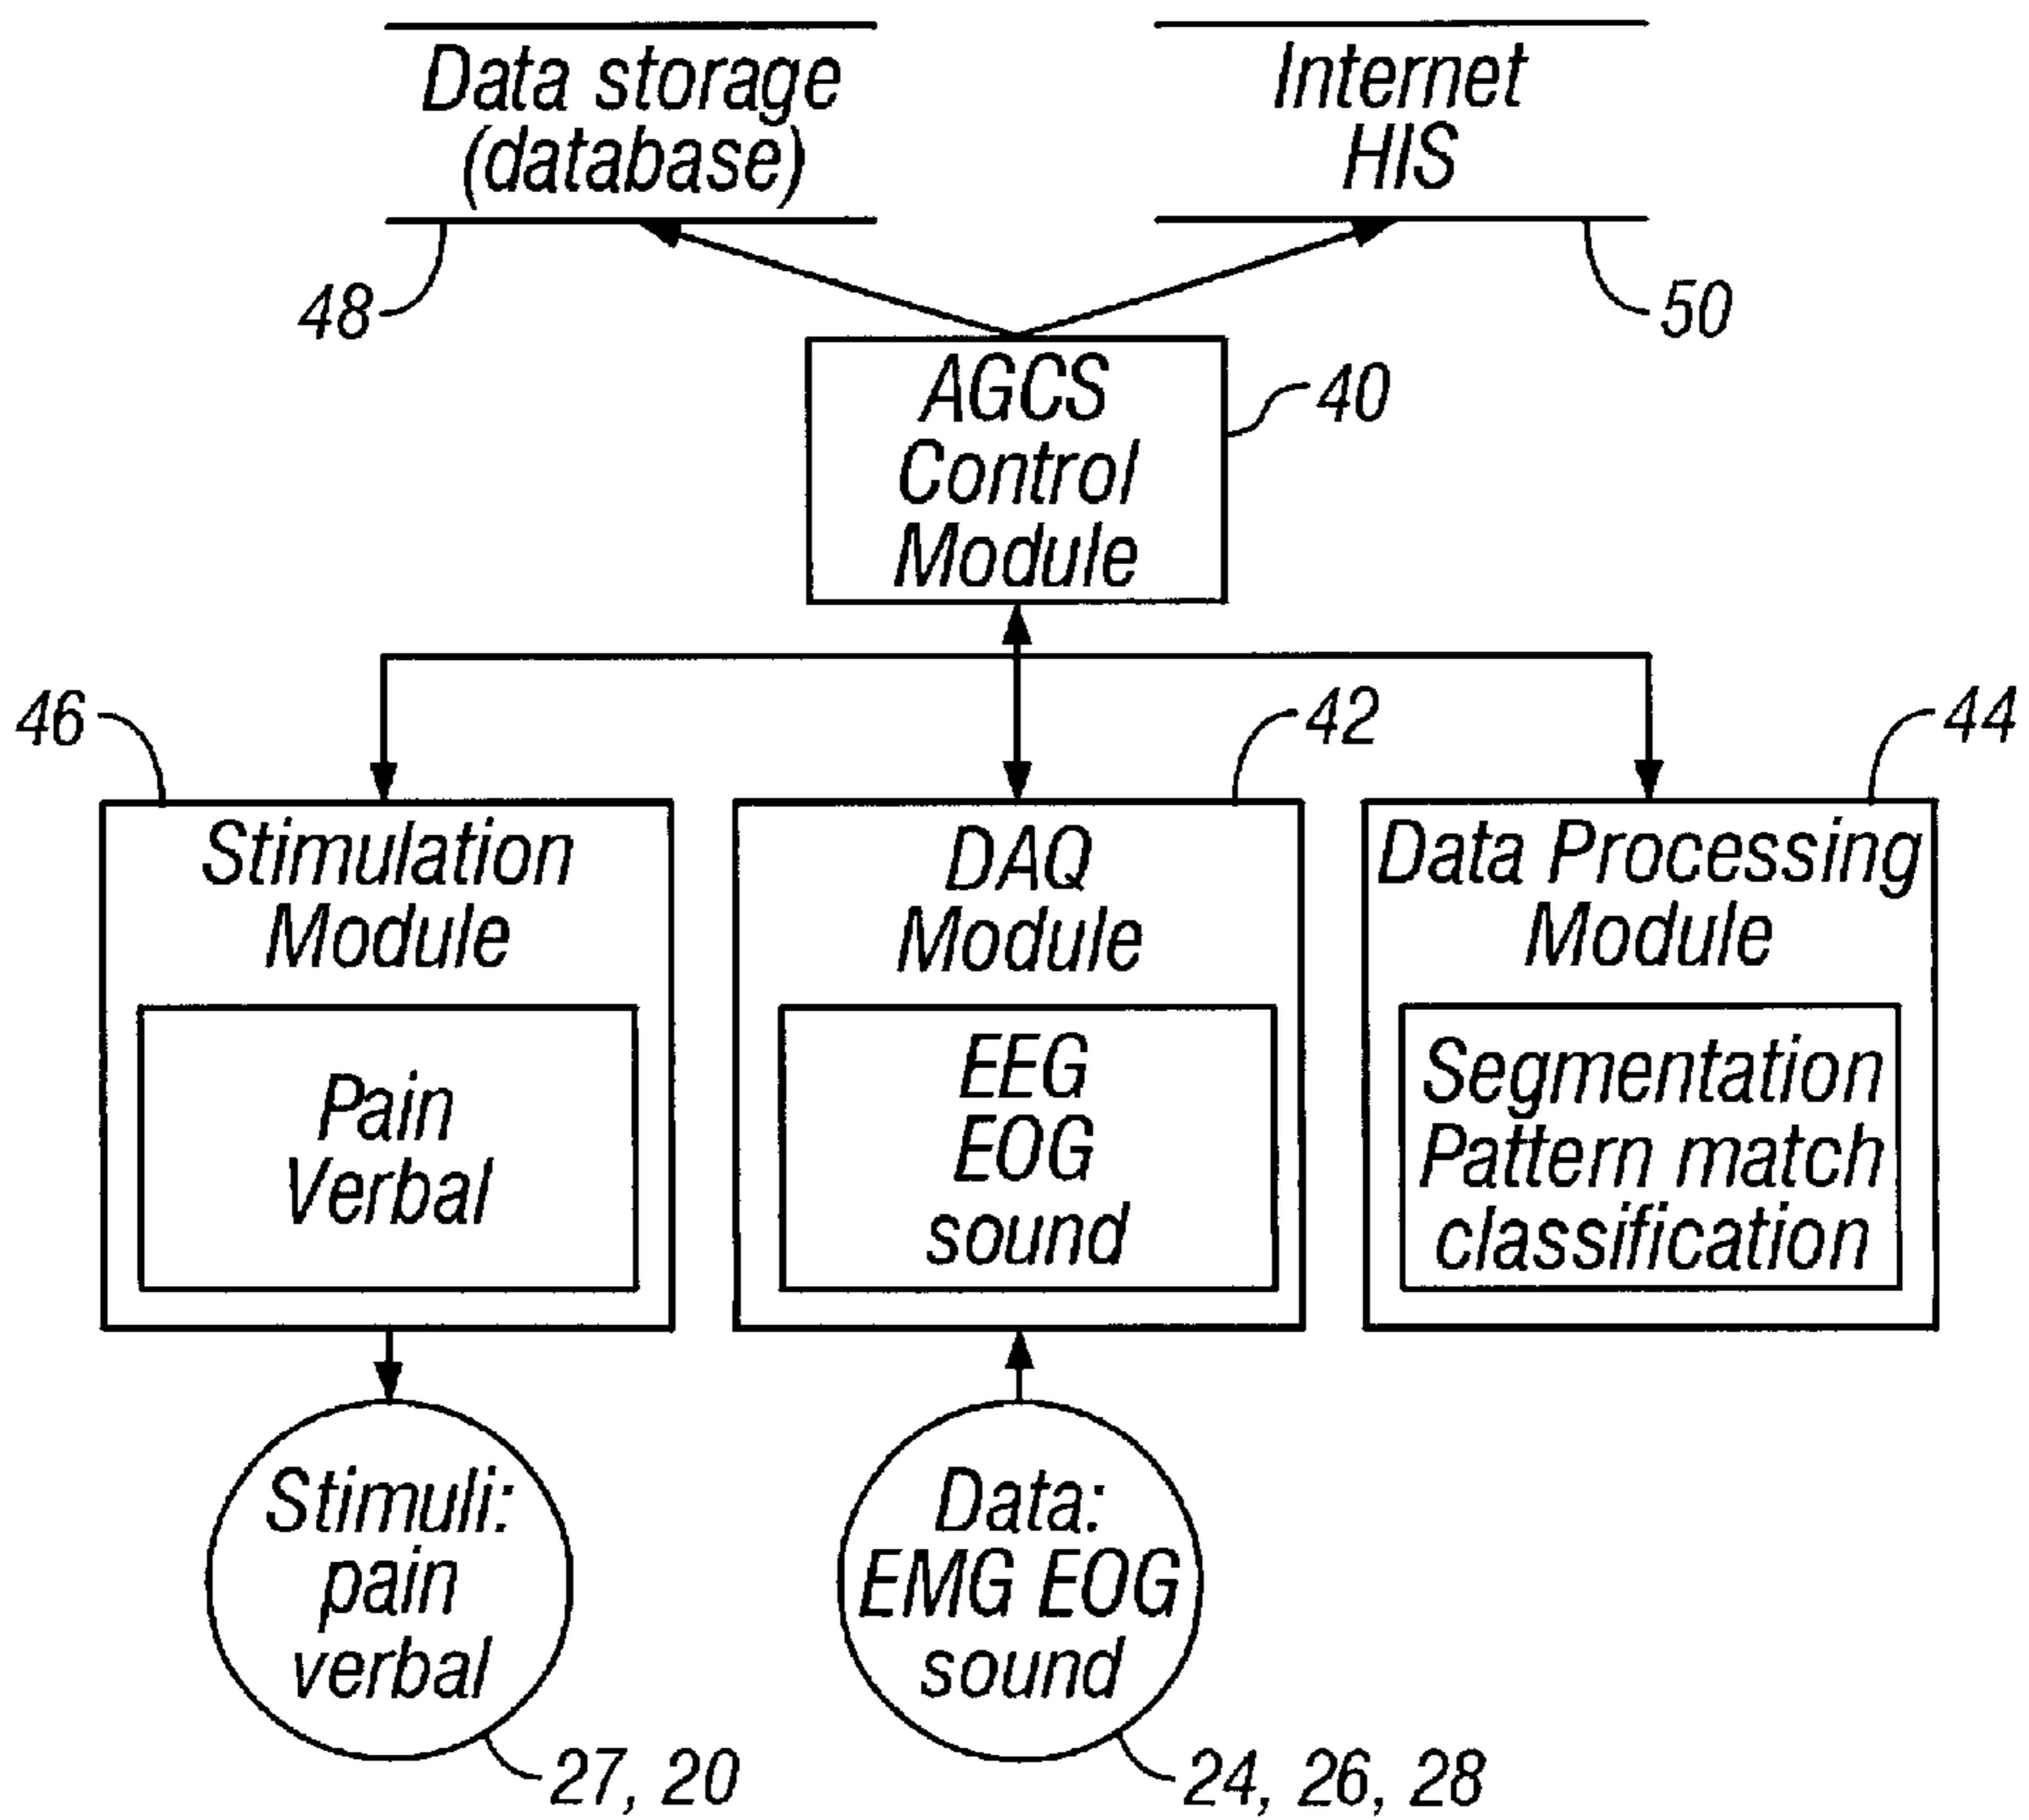 Data storage
(database)
Internet
HIS
48
50
AGCS
Control
Module
40
46
42
44
Stimulation
Module
Pain
Verbal
DAQ
Module
EEG
EOG
sound
Data Processing
Module
Segmentation
Pattern match
classification
Stimuli:
pain
verbal
27, 20
Data:
EMG EOG
sound
24, 26, 28